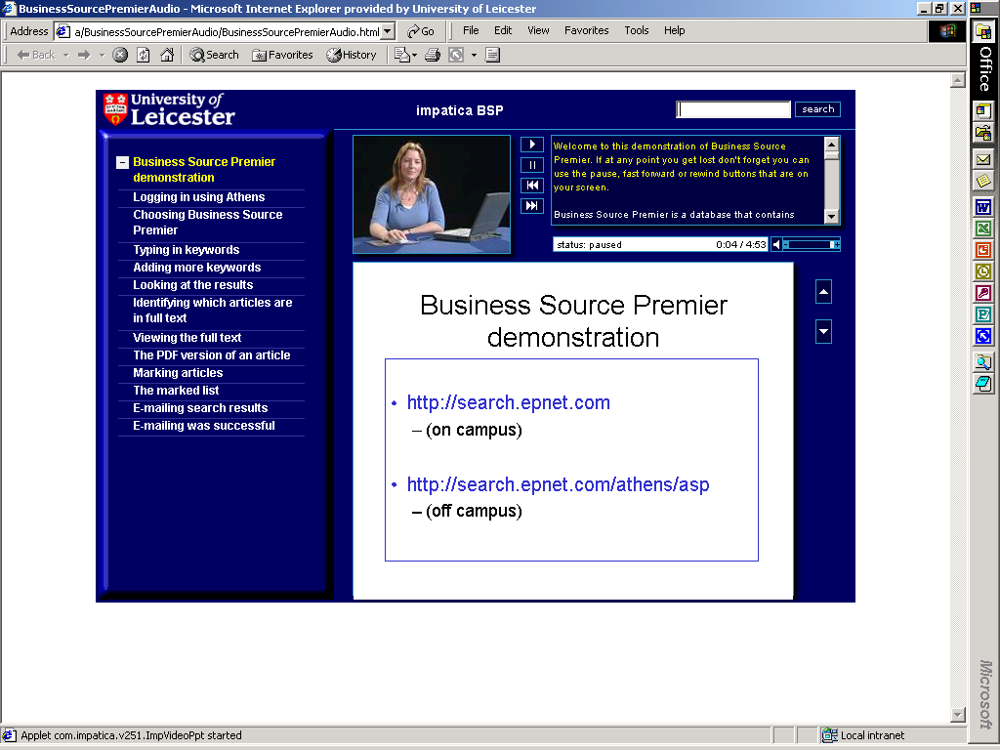 BusinessSourcePremierAudio - Microsoft Internet Explorer provided by University of Leicester
Address a/BusinessSourcePremierAudio/BusinessSourcePremierAudio.html Go File Edit View Favorites Tools Help
Back Search Favorites History
Office
University of
Leicester
impatica BSP
search
Business Source Premier
demonstration
Logging in using Athens
Choosing Business Source
Premier
Typing in keywords
Adding more keywords
Looking at the results
Identifying which articles are
in full text
Viewing the full text
The PDF version of an article
Marking articles
The marked list
E-mailing search results
E-mailing was successful
Welcome to this demonstration of Business Source
Premier. If at any point you get lost don't forget you can
use the pause, fast forward or rewind buttons that are on
your screen.
Business Source Premier is a database that contains
status: paused 0:04 / 4:53
Business Source Premier
demonstration
• http://search.epnet.com
– (on campus)
• http://search.epnet.com/athens/asp
– (off campus)
Microsoft
Applet com.impatica.v251.ImpVideoPpt started
Local intranet